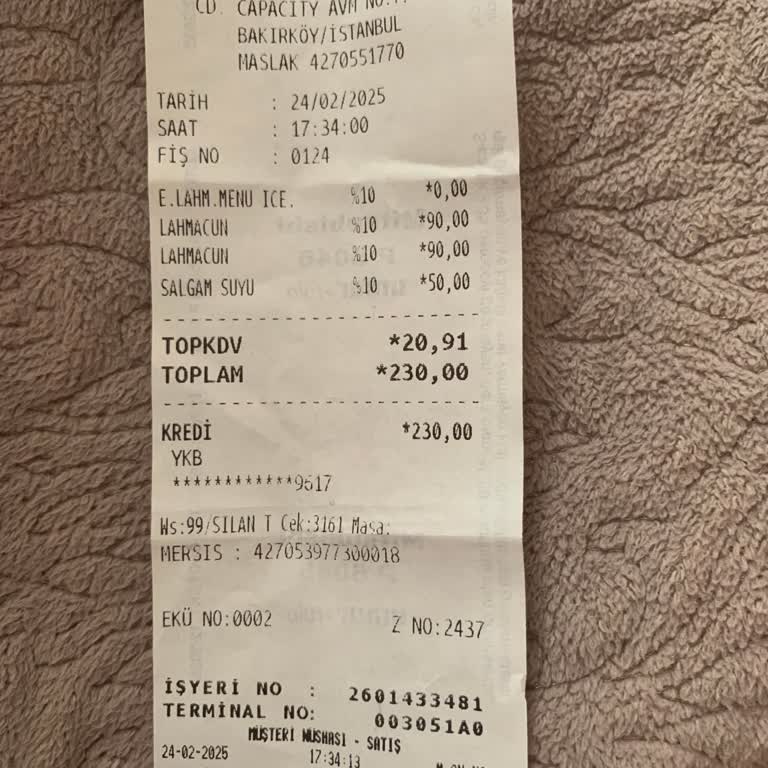 CD. CAPACITY AVM NO:
BAKIRKÖY/İSTANBUL
MASLAK 4270551770
TARİH : 24/02/2025
SAAT : 17:34:00
FİŞ NO : 0124
E.LAHM.MENU ICE. %10 *0,00
LAHMACUN %10 *90,00
LAHMACUN %10 *90,00
SALGAM SUYU %10 *50,00
TOPKDV *20,91
TOPLAM *230,00
KREDİ *230,00
YKB
************9617
Ws:99/SILAN T Cek:3161 Masa:
MERSIS : 427053977300018
EKÜ NO:0002 Z NO:2437
İŞYERİ NO : 2601433481
TERMINAL NO: 003051A0
MÜŞTERİ NÜSHASI - SATIŞ
24-02-2025 17:34:13